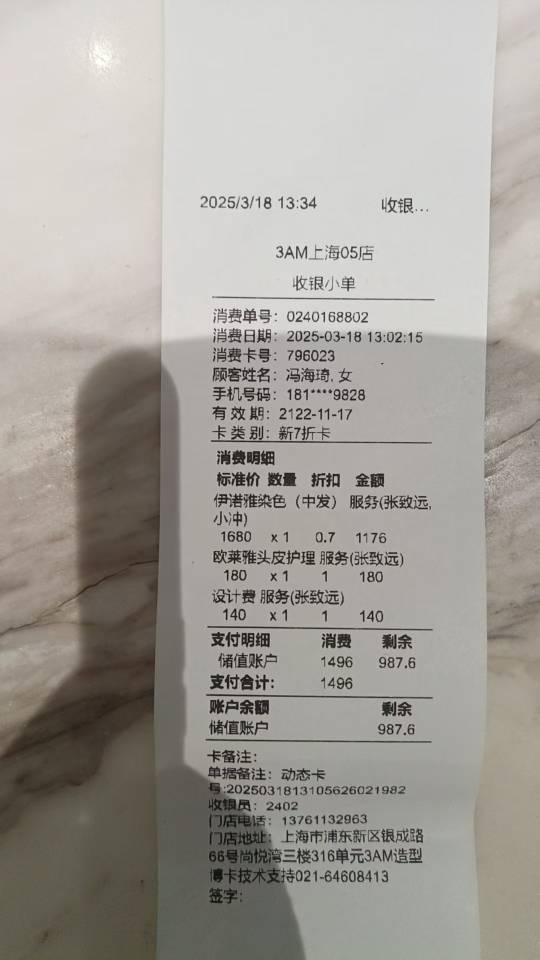 2025/3/18 13:34 收银...
3AM上海05店
收银小单
消费单号：0240168802
消费日期：2025-03-18 13:02:15
消费卡号：796023
顾客姓名：冯海琦, 女
手机号码：181****9828
有 效 期：2122-11-17
卡 类 别：新7折卡
消费明细
标准价 数量 折扣 金额
伊诺雅染色（中发） 服务(张致远,
小冲)
1680 x 1 0.7 1176
欧莱雅头皮护理 服务(张致远)
180 x 1 1 180
设计费 服务(张致远)
140 x 1 1 140
支付明细 消费 剩余
储值账户 1496 987.6
支付合计： 1496
账户余额 剩余
储值账户 987.6
卡备注：
单据备注：动态卡
号:2025031813105626021982
收银员：2402
门店电话：13761132963
门店地址：上海市浦东新区银成路
66号尚悦湾三楼316单元3AM造型
博卡技术支持021-64608413
签字：